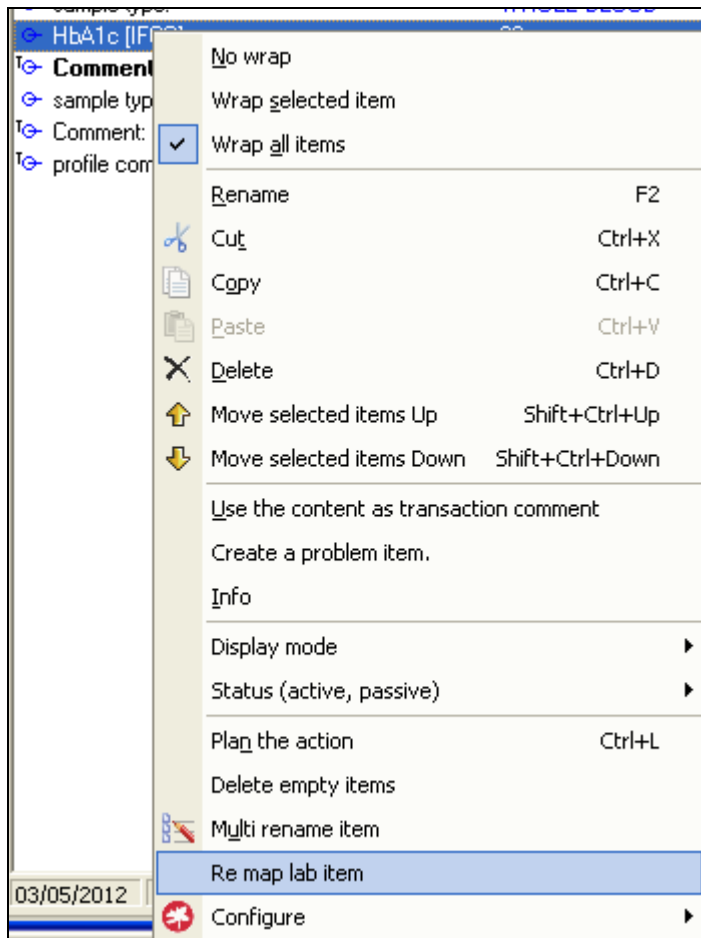 sample type:
HbA1c [IFCC]
Comment
sample typ
Comment:
profile com
No wrap
Wrap selected item
Wrap all items
Rename F2
Cut Ctrl+X
Copy Ctrl+C
Paste Ctrl+V
Delete Ctrl+D
Move selected items Up Shift+Ctrl+Up
Move selected items Down Shift+Ctrl+Down
Use the content as transaction comment
Create a problem item.
Info
Display mode
Status (active, passive)
Plan the action Ctrl+L
Delete empty items
Multi rename item
Re map lab item
03/05/2012
Configure